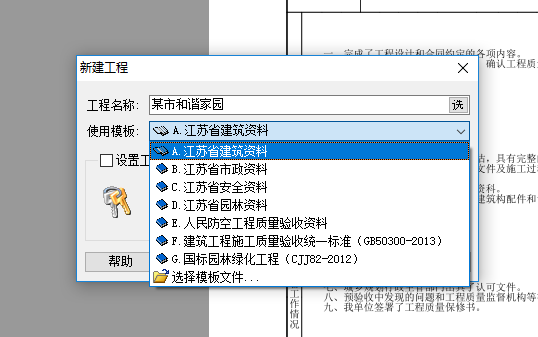 一、完成了工程设计和合同约定的各项内容。
确认工程质
新建工程
工程名称: 某市和谐家园 选
使用模板: A.江苏省建筑资料
设置工
A.江苏省建筑资料
B.江苏省市政资料
C.江苏省安全资料
D.江苏省园林资料
E.人民防空工程质量验收资料
F.建筑工程施工质量验收统一标准（GB50300-2013）
G.国标园林绿化工程（CJJ82-2012）
选择模板文件...
帮助
具有完整
文件及施工过
资料。
建筑构配件和
认可文件。
八、预验收中发现的问题和工程质量监督机构等
九、我单位签署了工程质量保修书。
工作情况